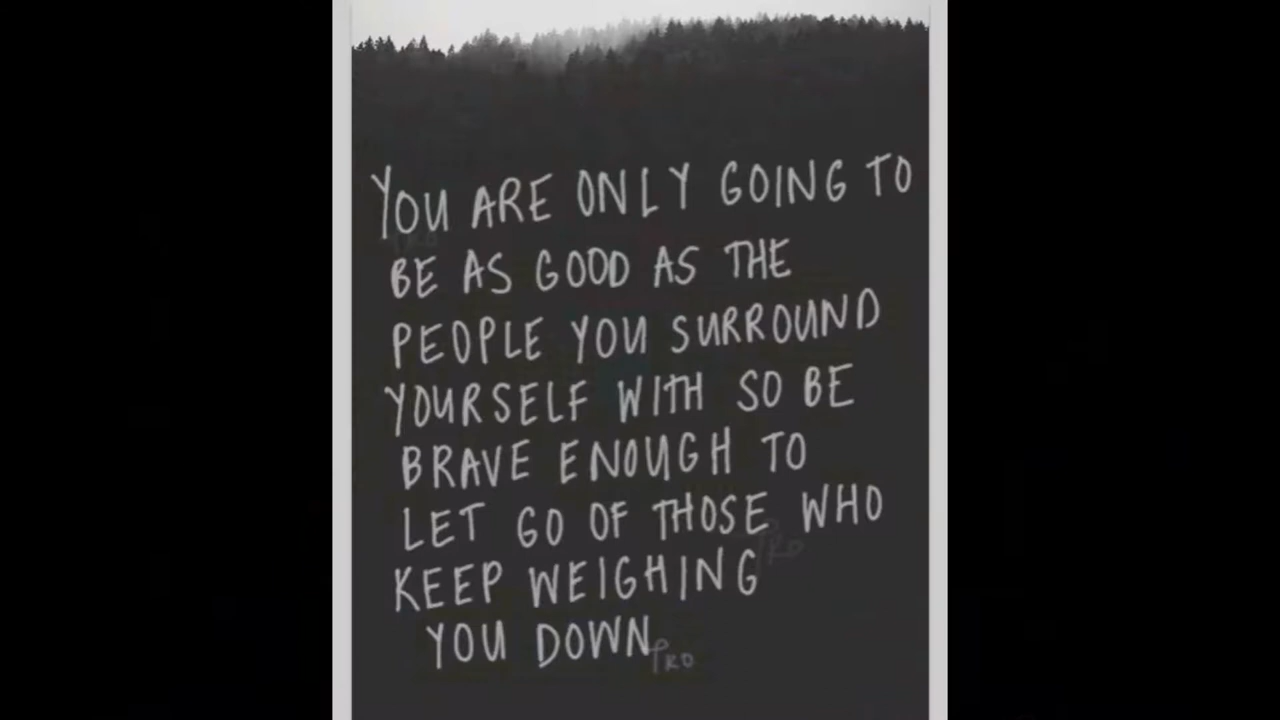 YOU ARE ONLY GOING TO
BE AS GOOD AS THE
PEOPLE YOU SURROUND
YOURSELF WITH SO BE
BRAVE ENOUGH TO
LET GO OF THOSE WHO
KEEP WEIGHING
YOU DOWN
PRO